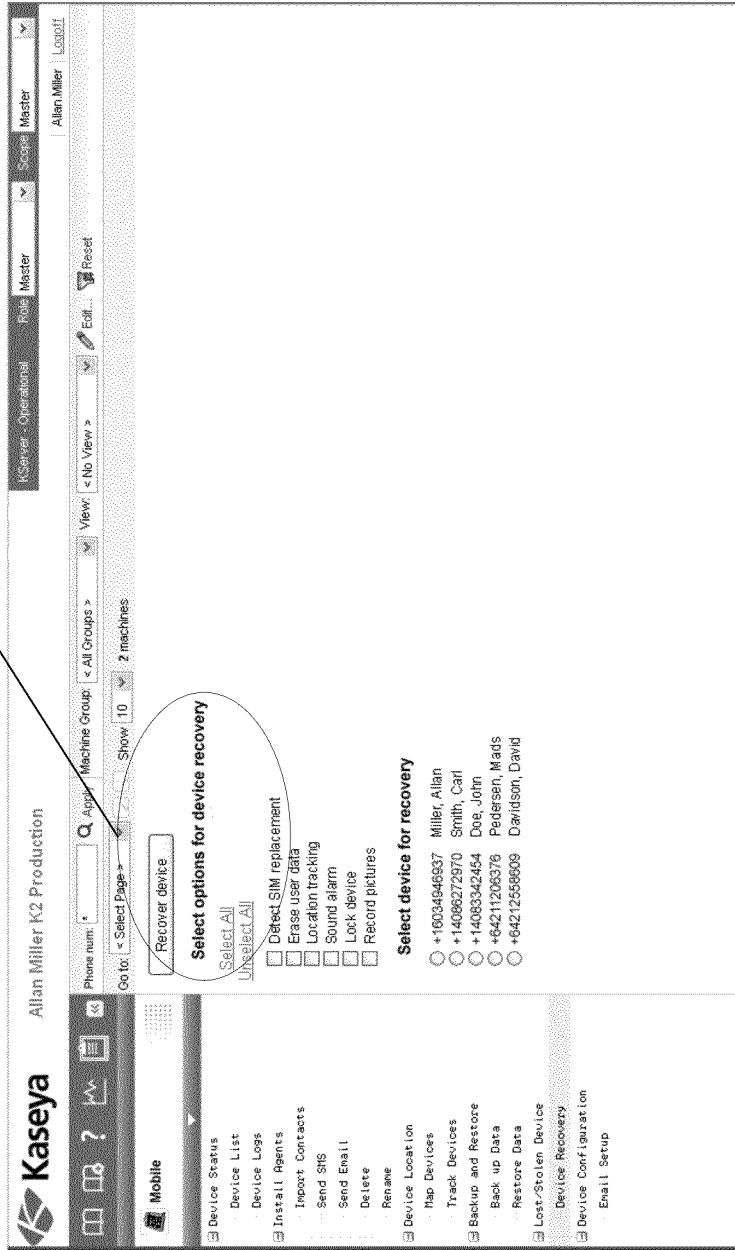 Kaseya
Allan Miller K2 Production
KServer - Operational Role Master Scope Master
Allan.Miller Logoff
Phone num: * Apply Machine Group: < All Groups > View: < No View > Edit... Reset
Go to: < Select Page > Show 10 2 machines
Mobile
Device Status
Device List
Device Logs
Install Agents
Import Contacts
Send SMS
Send Email
Delete
Rename
Device Location
Map Devices
Track Devices
Backup and Restore
Back up Data
Restore Data
Lost/Stolen Device
Device Recovery
Device Configuration
Email Setup
Recover device
Select options for device recovery
Select All
Unselect All
Detect SIM replacement
Erase user data
Location tracking
Sound alarm
Lock device
Record pictures
Select device for recovery
+16034946937 Miller, Allan
+14086272970 Smith, Carl
+14083342454 Doe, John
+64211206376 Pedersen, Mads
+64212558609 Davidson, David